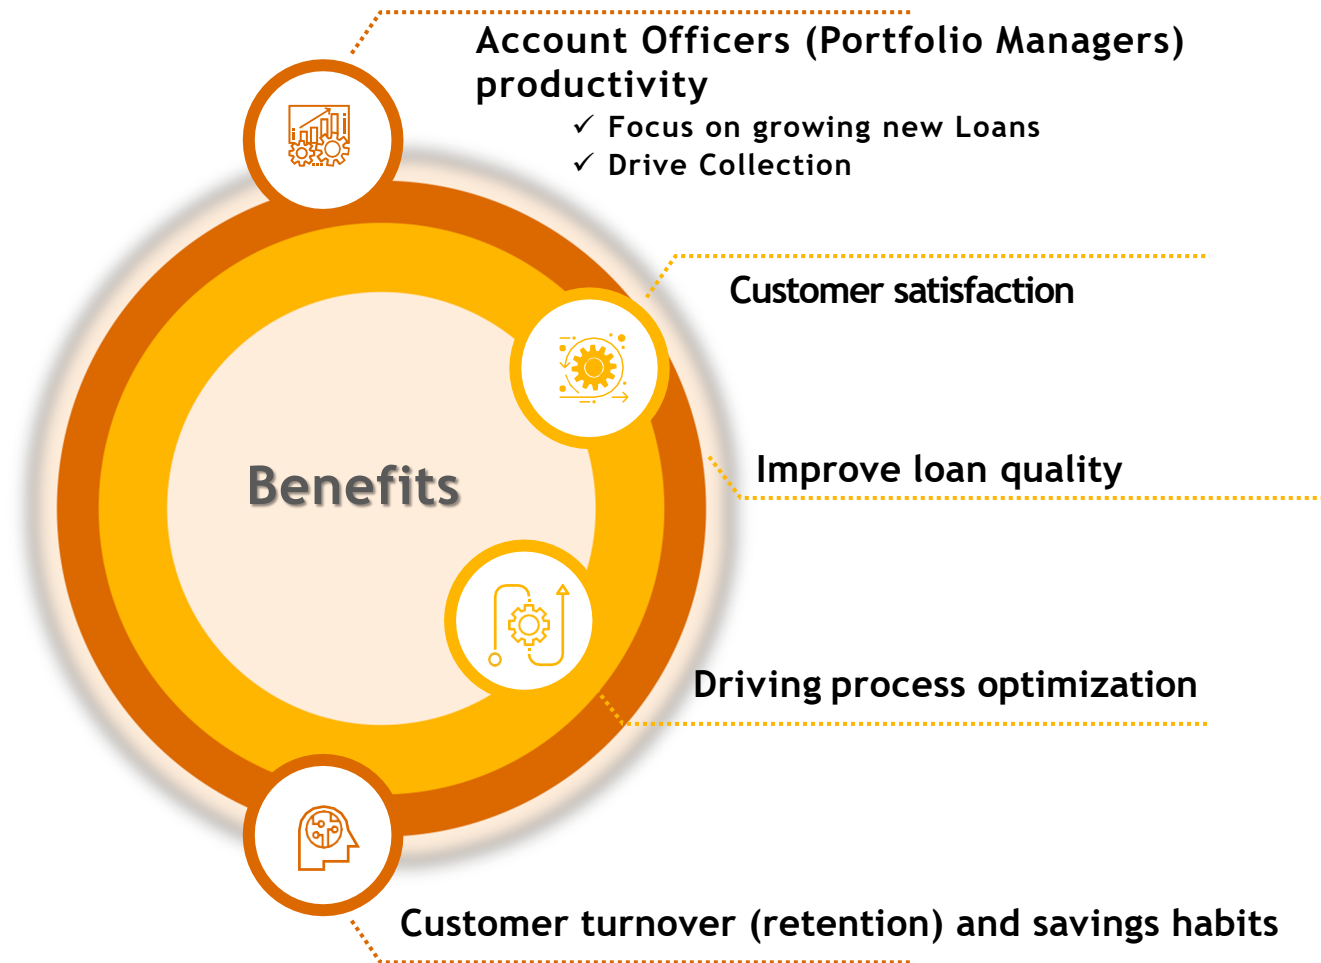 Account Officers (Portfolio Managers)
productivity
✓ Focus on growing new Loans
✓ Drive Collection
Customer satisfaction
Improve loan quality
Benefits
Driving process optimization
Customer turnover (retention) and savings habits